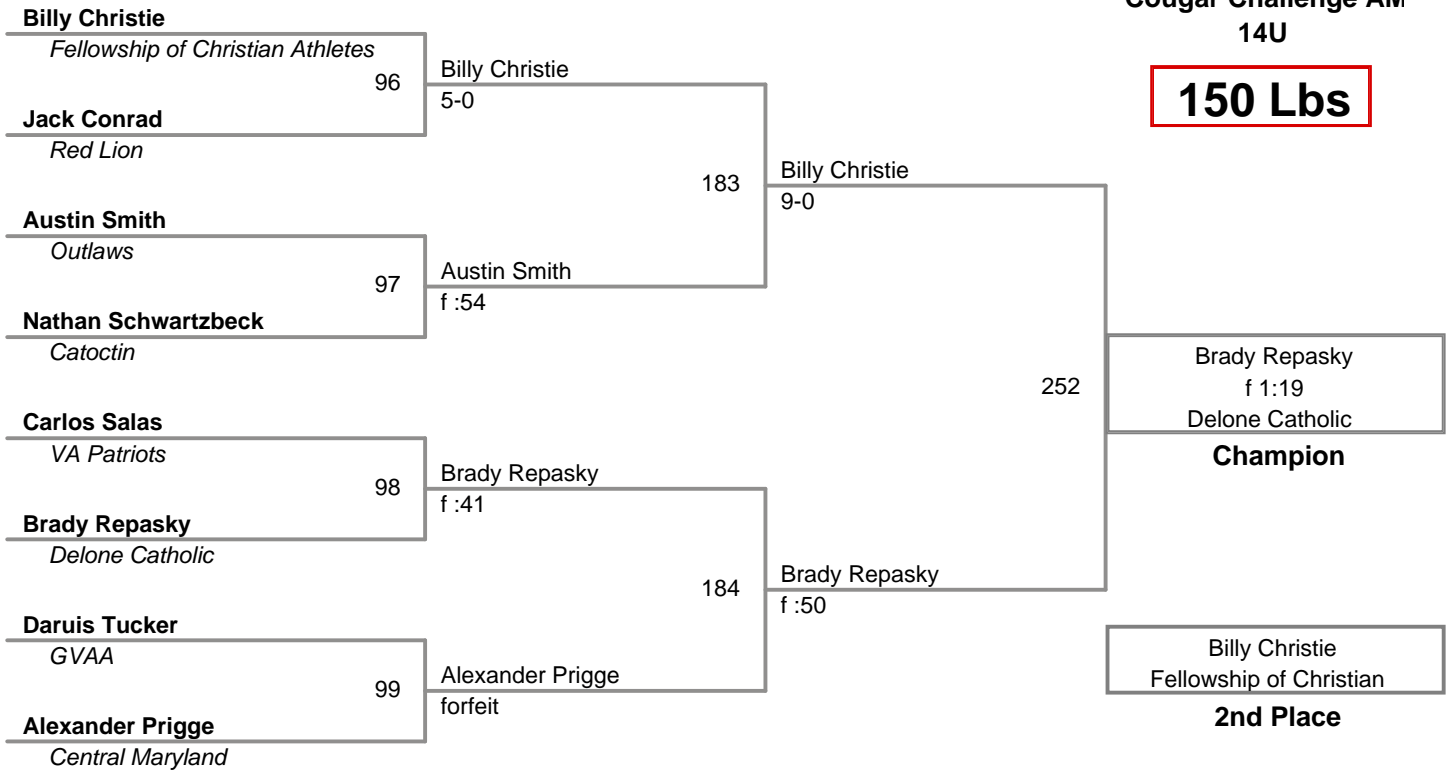 Cougar Challenge AM
14U
150 Lbs
Billy Christie
Fellowship of Christian Athletes
96
Jack Conrad
Red Lion
Billy Christie
5-0
Austin Smith
Outlaws
97
Nathan Schwartzbeck
Catoctin
Austin Smith
f :54
183
Billy Christie
9-0
Carlos Salas
VA Patriots
98
Brady Repasky
Delone Catholic
Brady Repasky
f :41
Daruis Tucker
GVAA
99
Alexander Prigge
Central Maryland
Alexander Prigge
forfeit
184
Brady Repasky
f :50
252
Brady Repasky
f 1:19
Delone Catholic
Champion
Billy Christie
Fellowship of Christian
2nd Place